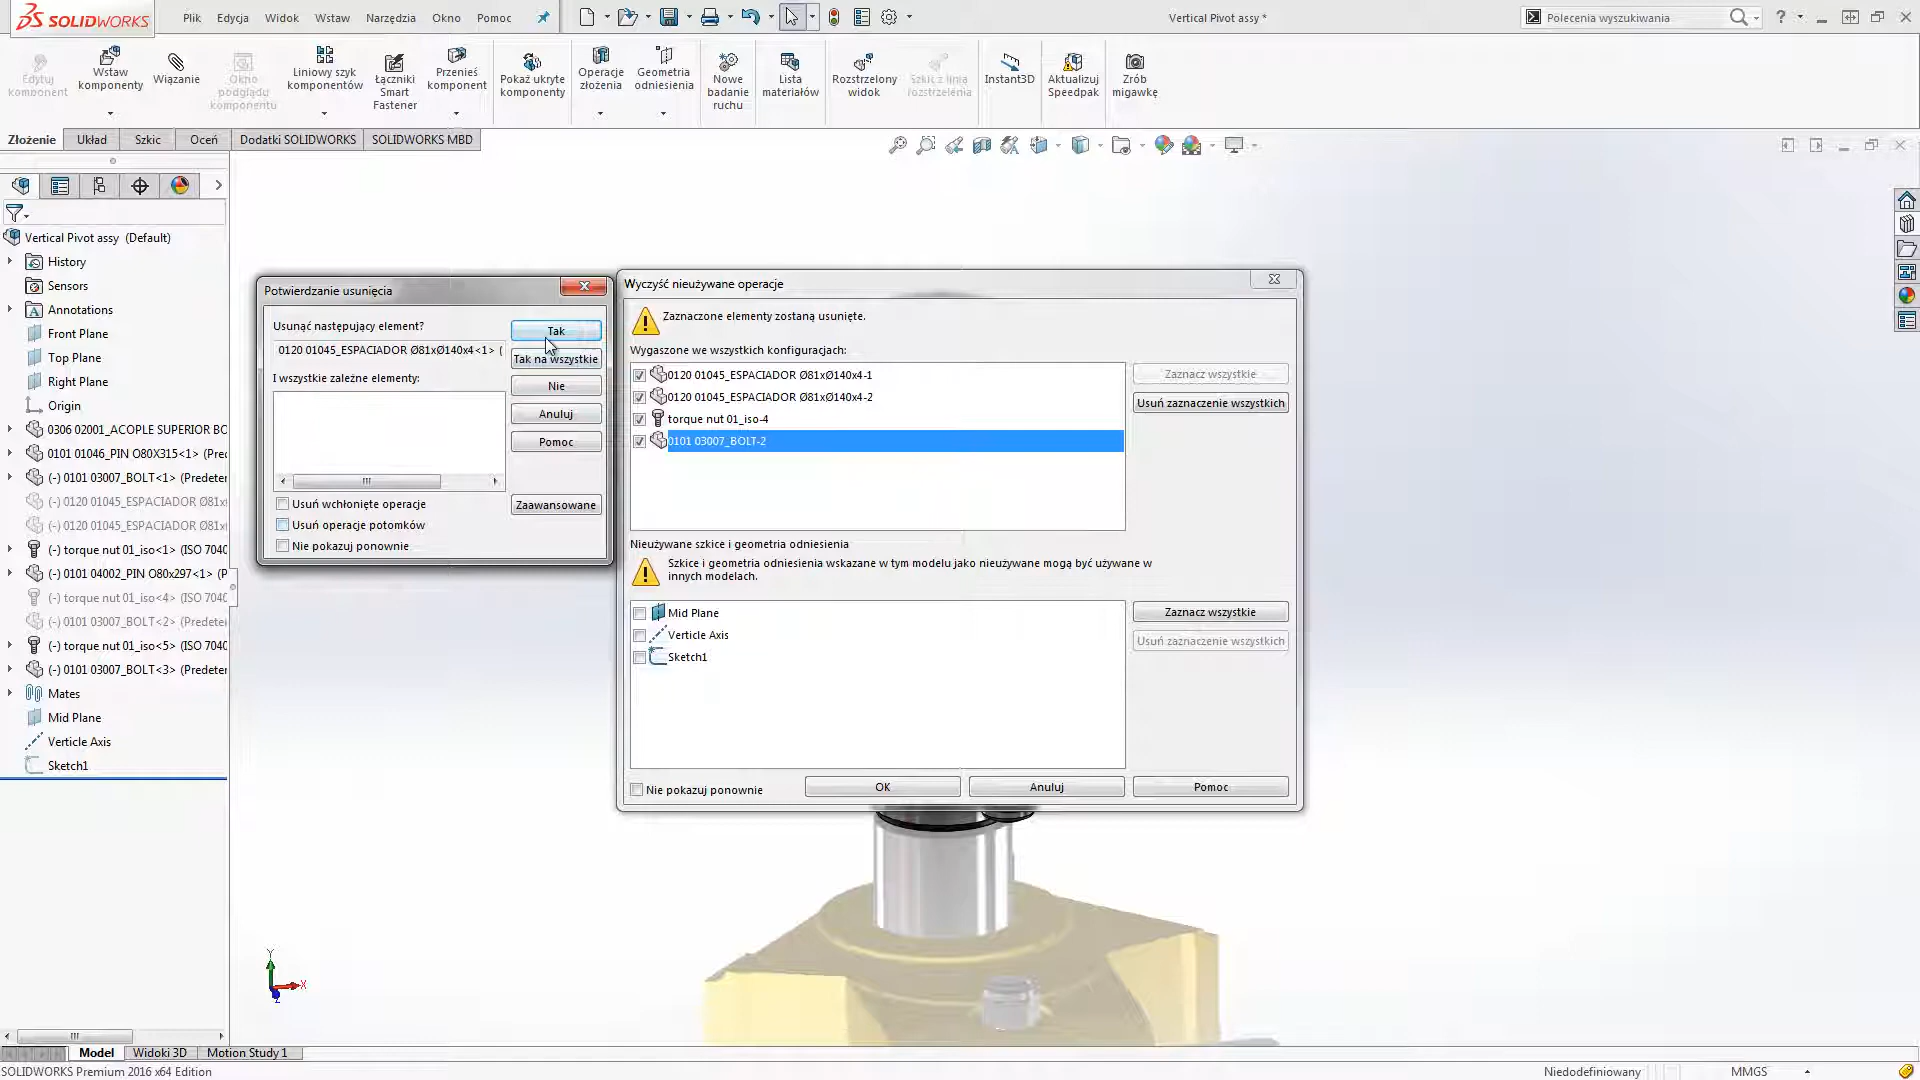 SOLIDWORKS
Plik Edycja Widok Wstaw Narzędzia Okno Pomoc
Vertical Pivot assy *
Polecenia wyszukiwania
Edytuj komponent
Wstaw komponenty
Wiązanie
Okno podglądu komponentu
Liniowy szyk komponentów
Łączniki Smart Fastener
Przenieś komponent
Pokaż ukryte komponenty
Operacje złożenia
Geometria odniesienia
Nowe badanie ruchu
Lista materiałów
Rozstrzelony widok
Szkic z linia rozstrzelenia
Instant3D
Aktualizuj Speedpak
Zrób migawkę
Złożenie Układ Szkic Oceń Dodatki SOLIDWORKS SOLIDWORKS MBD
Vertical Pivot assy (Default)
History
Sensors
Annotations
Front Plane
Top Plane
Right Plane
Origin
0306 02001_ACOPLE SUPERIOR BO
0101 01046_PIN O80X315<1> (Pred
(-) 0101 03007_BOLT<1> (Predeter
(-) 0120 01045_ESPACIADOR Ø81x
(-) 0120 01045_ESPACIADOR Ø81x
(-) torque nut 01_iso<1> (ISO 7040
(-) 0101 04002_PIN O80x297<1> (P
(-) torque nut 01_iso<4> (ISO 7040
(-) 0101 03007_BOLT<2> (Predeter
(-) torque nut 01_iso<5> (ISO 7040
(-) 0101 03007_BOLT<3> (Predeter
Mates
Mid Plane
Verticle Axis
Sketch1
Potwierdzanie usunięcia
Usunąć następujący element?
0120 01045_ESPACIADOR Ø81xØ140x4<1> (
I wszystkie zależne elementy:
Tak
Tak na wszystkie
Nie
Anuluj
Pomoc
Zaawansowane
Usuń wchłonięte operacje
Usuń operacje potomków
Nie pokazuj ponownie
Wyczyść nieużywane operacje
Zaznaczone elementy zostaną usunięte.
Wygaszone we wszystkich konfiguracjach:
0120 01045_ESPACIADOR Ø81xØ140x4-1
0120 01045_ESPACIADOR Ø81xØ140x4-2
torque nut 01_iso-4
0101 03007_BOLT-2
Zaznacz wszystkie
Usuń zaznaczenie wszystkich
Nieużywane szkice i geometria odniesienia
Szkice i geometria odniesienia wskazane w tym modelu jako nieużywane mogą być używane w
innych modelach.
Mid Plane
Verticle Axis
Sketch1
Zaznacz wszystkie
Usuń zaznaczenie wszystkich
Nie pokazuj ponownie
OK
Anuluj
Pomoc
Y
X
Z
Model Widoki 3D Motion Study 1
SOLIDWORKS Premium 2016 x64 Edition
Niedodefiniowany
MMGS